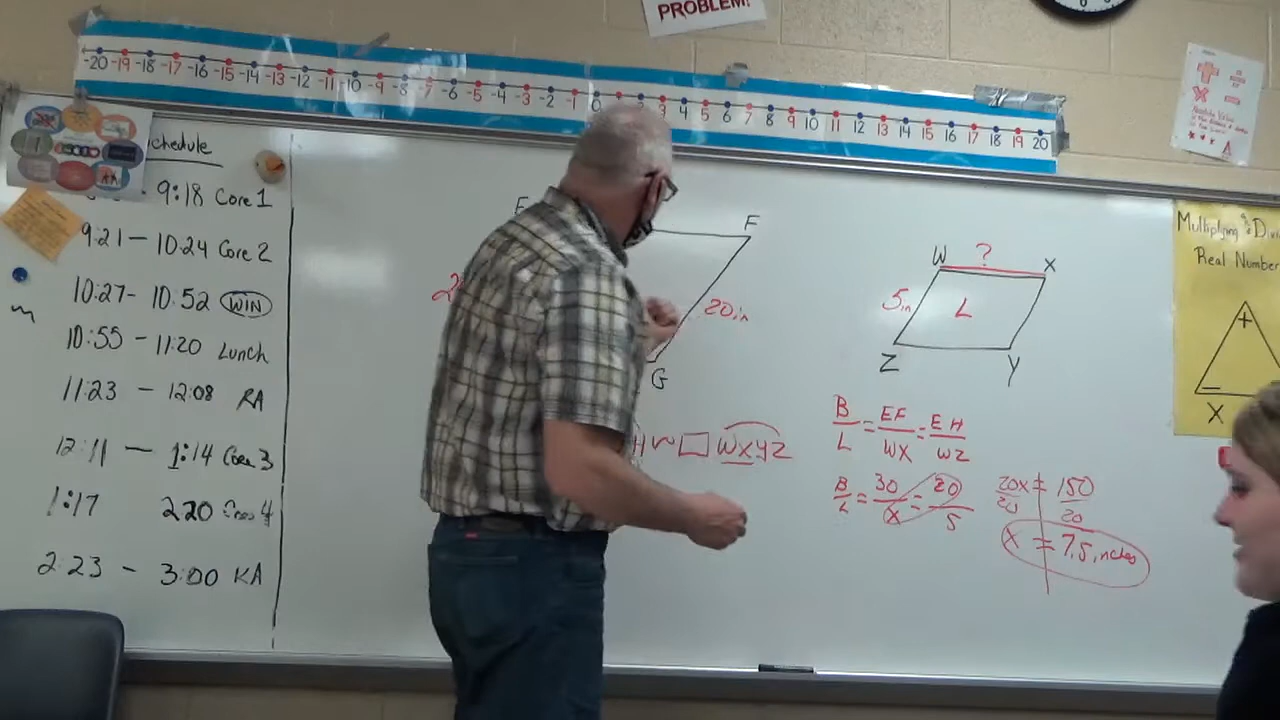 PROBLEM!
-20 -19 -18 -17 -16 -15 -14 -13 -12 -11 -10 -9 -8 -7 -6 -5 -4 -3 -2 -1 0 3 4 5 6 7 8 9 10 11 12 13 14 15 16 17 18 19 20
chedule
9:18 Core 1
9:21 - 10:24 Core 2
10:27 - 10:52 WIN
10:55 - 11:20 Lunch
11:23 - 12:08 RA
12:11 - 1:14 Core 3
1:17 2:20 Core 4
2:23 - 3:00 KA
E F
20in
G
H ~ □ WXYZ
W ? X
5in L
Z Y
B/L = EF/WX = EH/WZ
B/L = 30/x = 20/5
20x/20 = 150/20
x = 7.5 inches
Multiplying &
Real Number
+
-
X